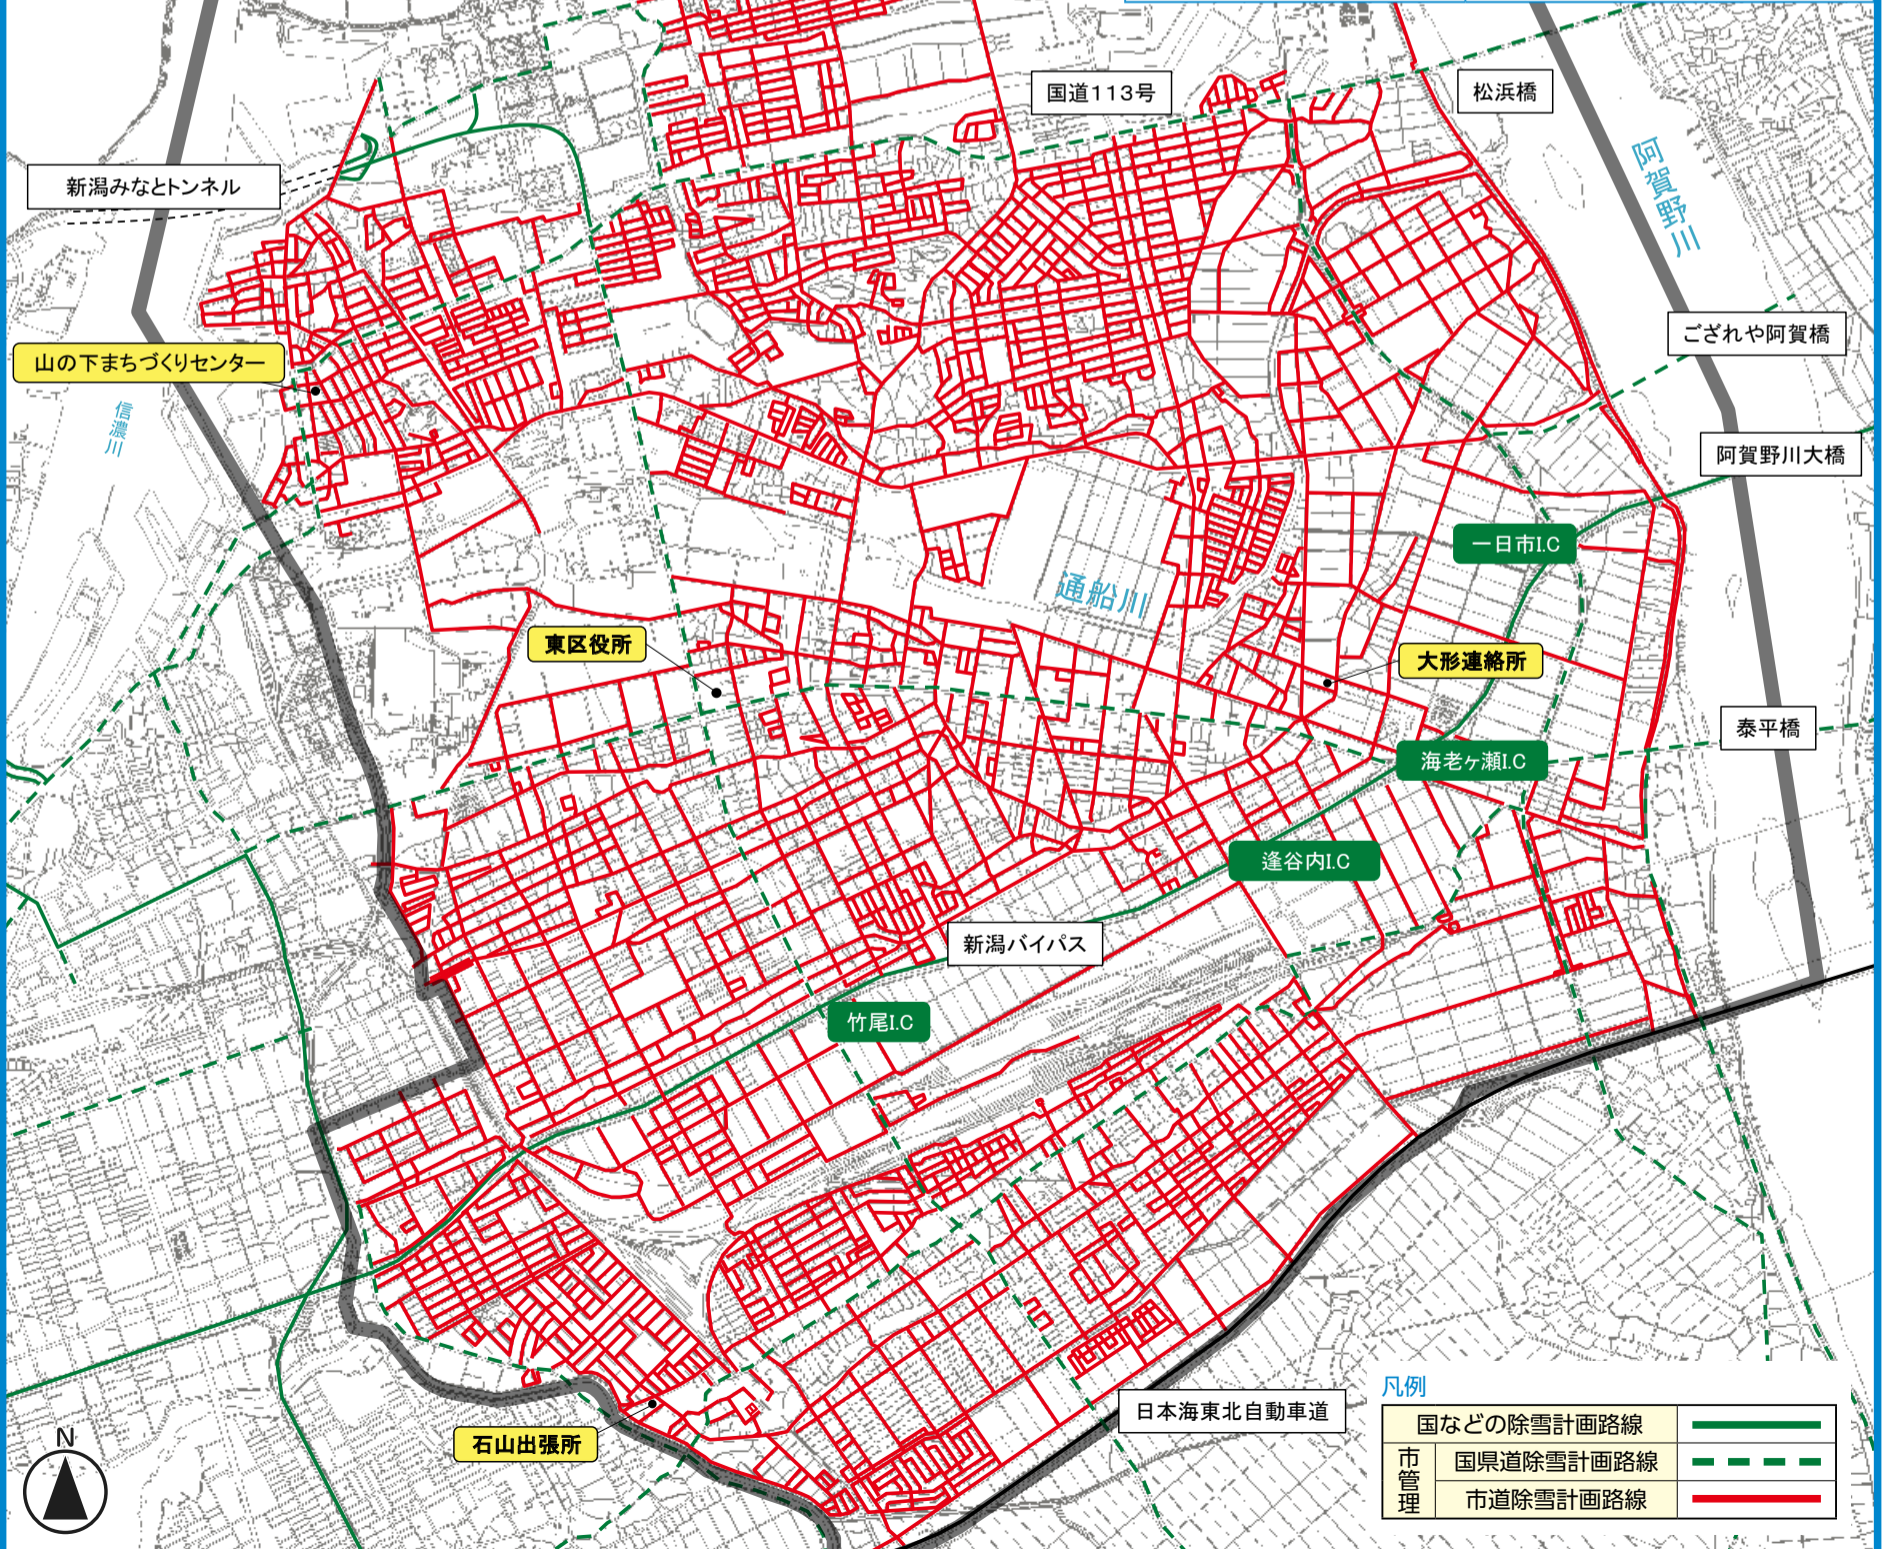 国道113号
松浜橋
阿賀野川
新潟みなとトンネル
ござれや阿賀橋
山の下まちづくりセンター
信濃川
阿賀野川大橋
一日市I.C
通船川
東区役所
大形連絡所
泰平橋
海老ヶ瀬I.C
逢谷内I.C
新潟バイパス
竹尾I.C
日本海東北自動車道
石山出張所
N
凡例
国などの除雪計画路線
市管理
国県道除雪計画路線
市道除雪計画路線